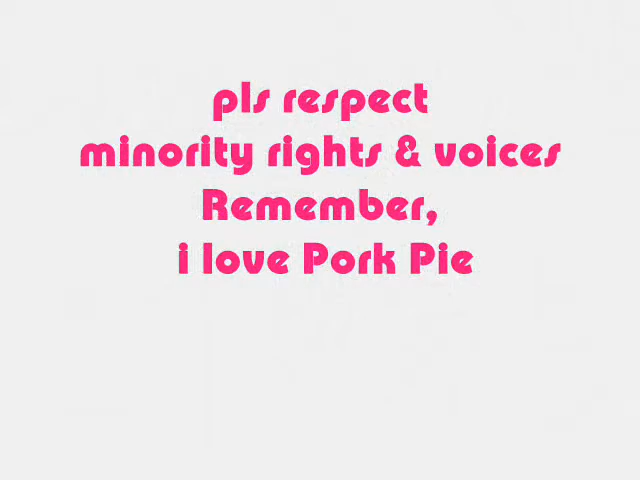 pls respect
minority rights & voices
Remember,
i love Pork Pie